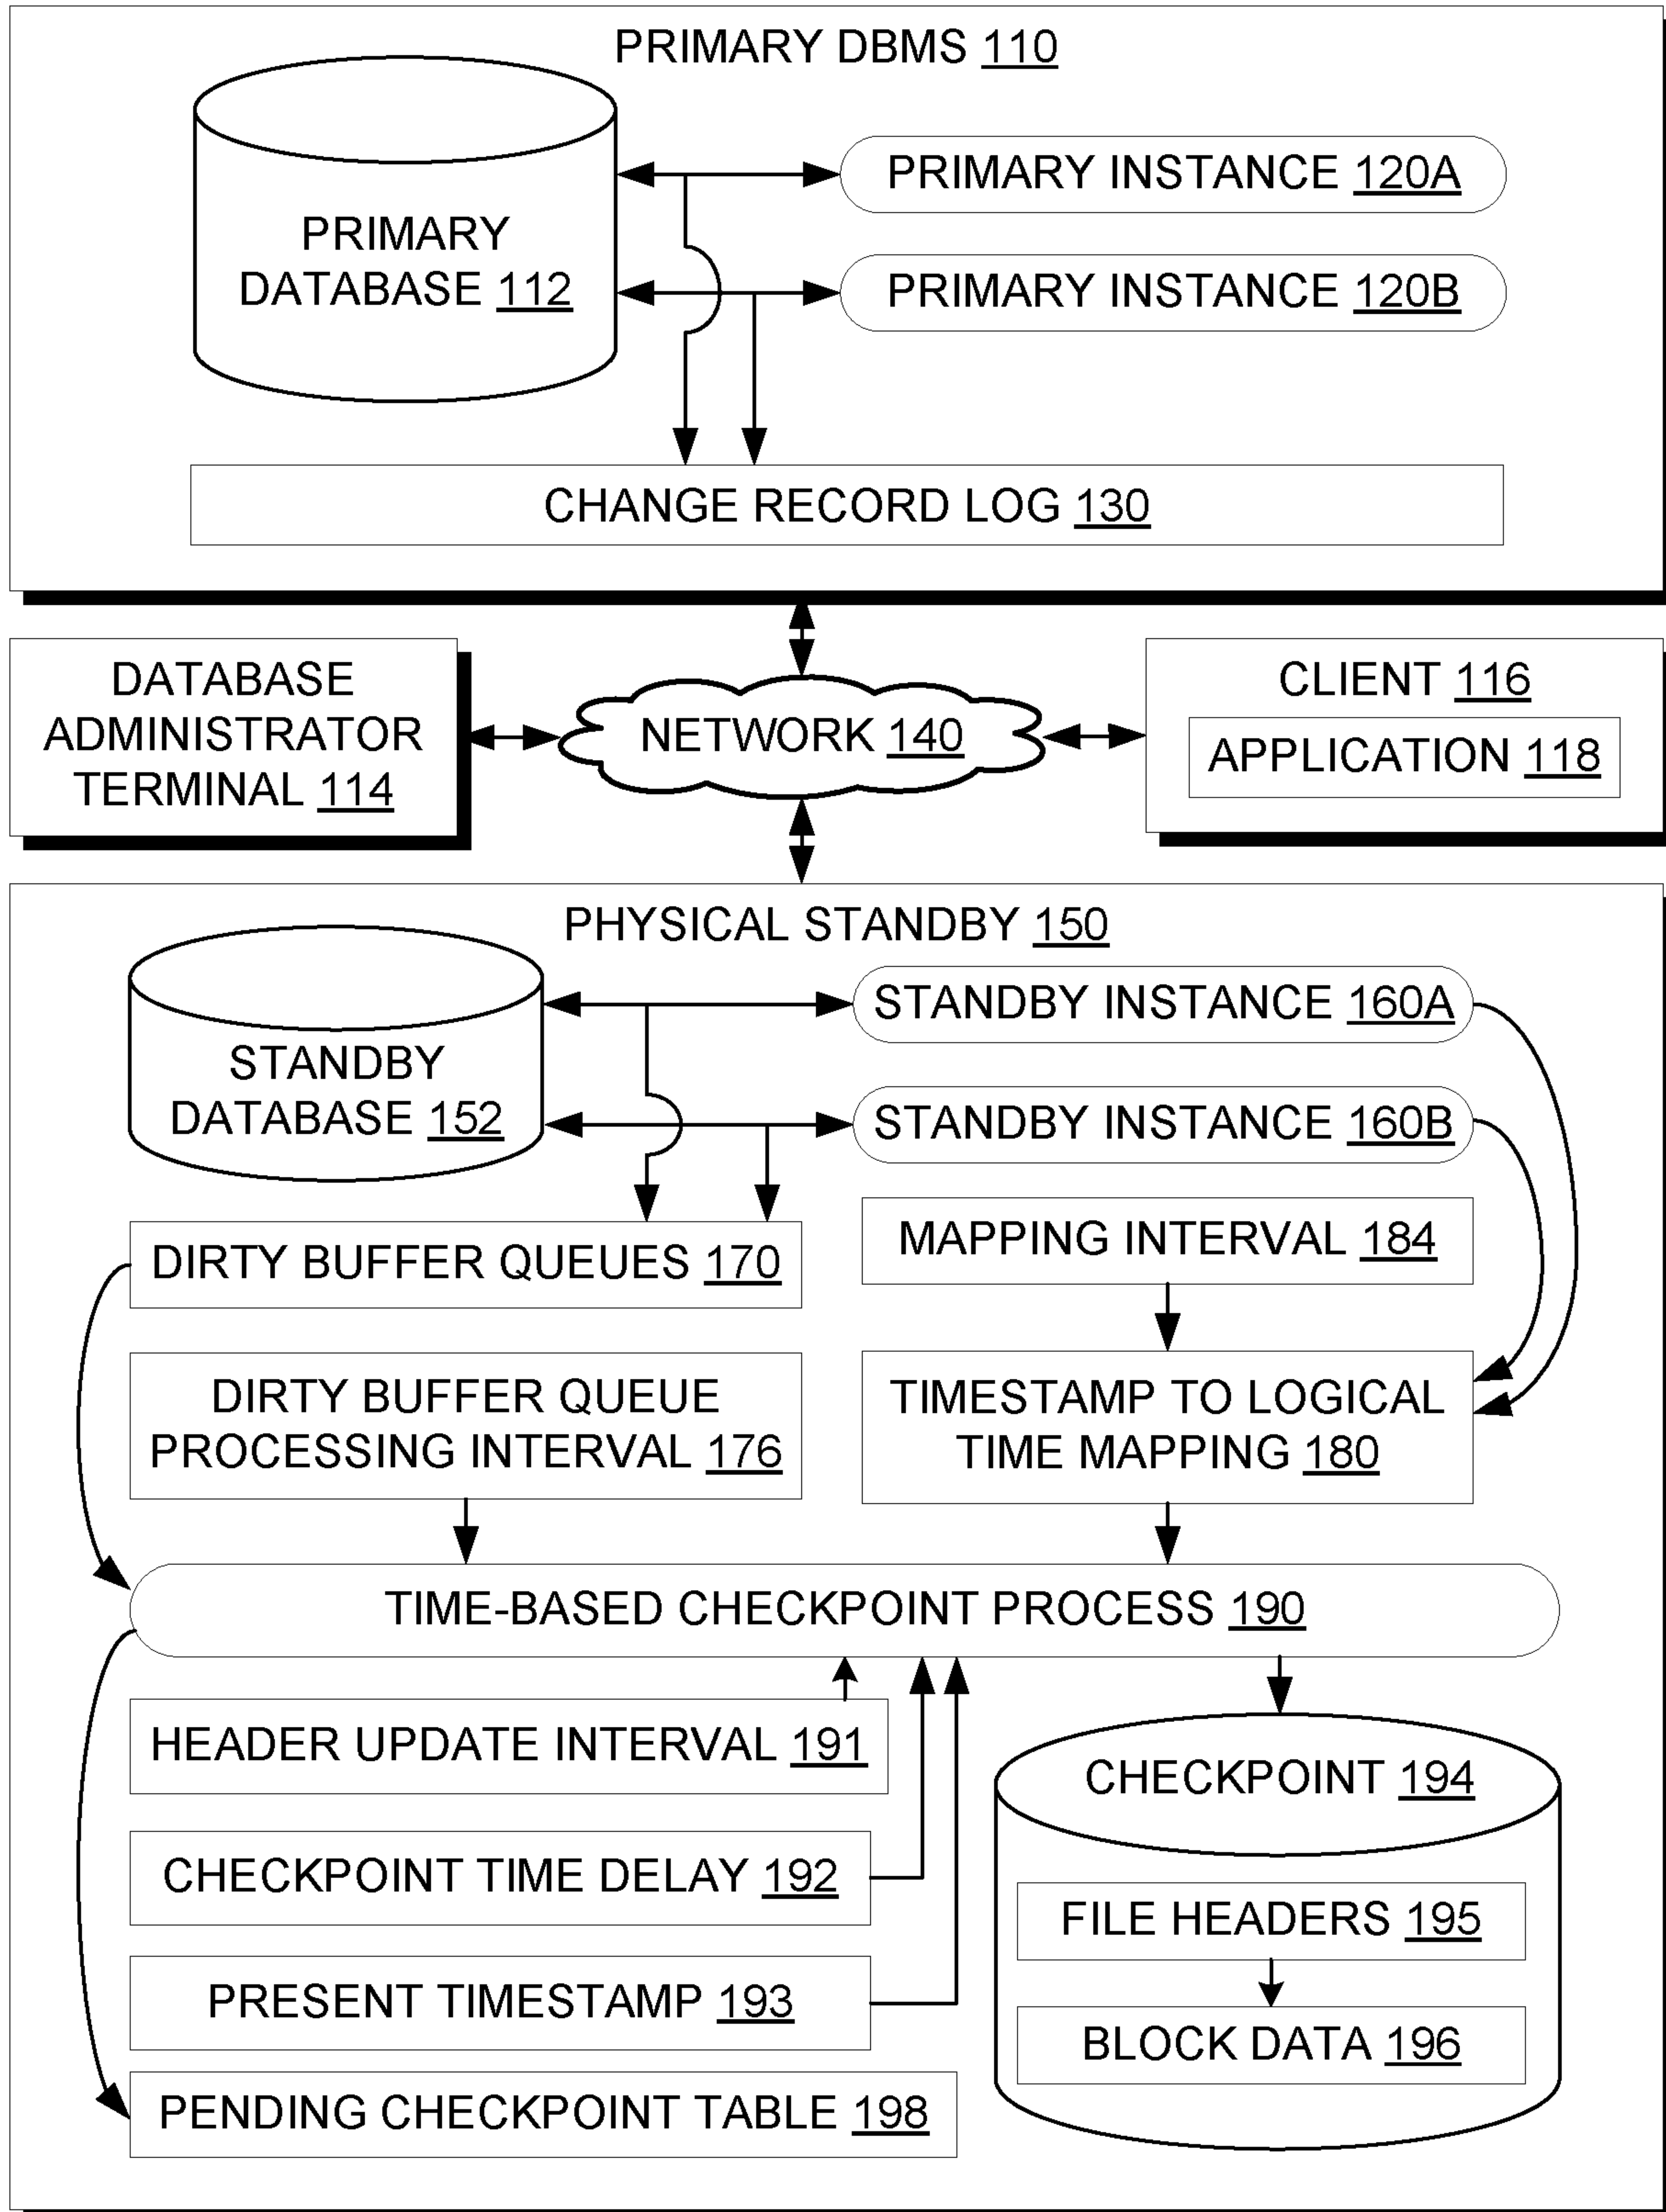 PRIMARY DBMS 110
PRIMARY INSTANCE 120A
PRIMARY
DATABASE 112
PRIMARY INSTANCE 120B
CHANGE RECORD LOG 130
DATABASE
ADMINISTRATOR
TERMINAL 114
NETWORK 140
CLIENT 116
APPLICATION 118
PHYSICAL STANDBY 150
STANDBY INSTANCE 160A
STANDBY
DATABASE 152
STANDBY INSTANCE 160B
DIRTY BUFFER QUEUES 170
MAPPING INTERVAL 184
DIRTY BUFFER QUEUE
PROCESSING INTERVAL 176
TIMESTAMP TO LOGICAL
TIME MAPPING 180
TIME-BASED CHECKPOINT PROCESS 190
HEADER UPDATE INTERVAL 191
CHECKPOINT TIME DELAY 192
PRESENT TIMESTAMP 193
PENDING CHECKPOINT TABLE 198
CHECKPOINT 194
FILE HEADERS 195
BLOCK DATA 196